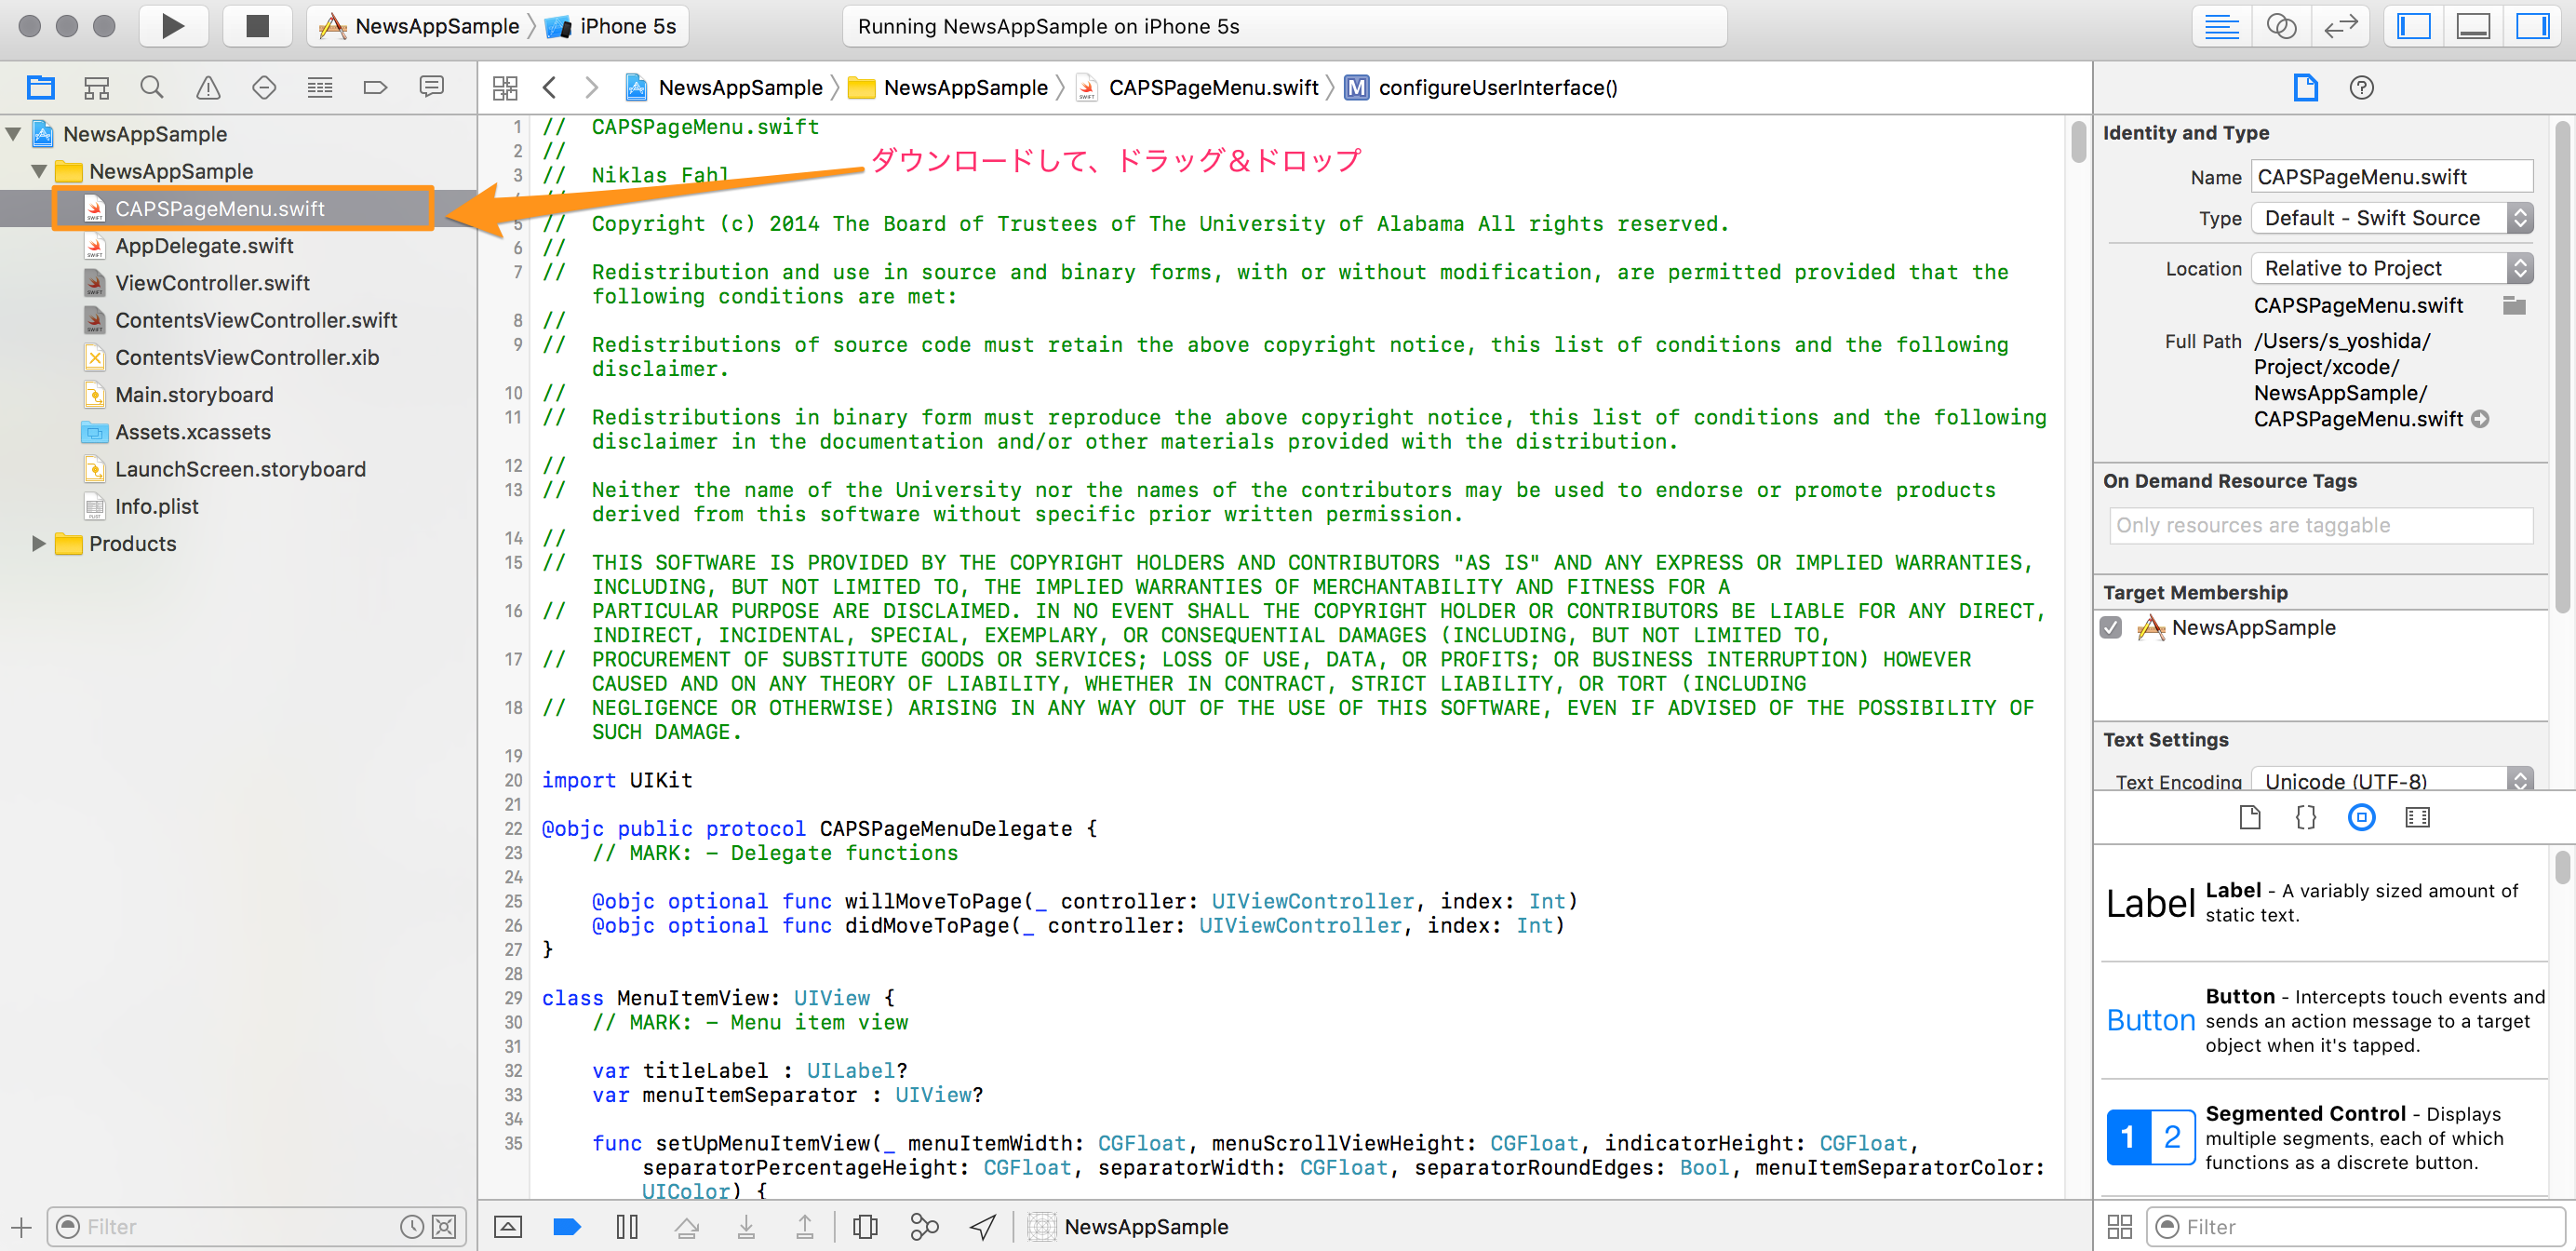 NewsAppSample
iPhone 5s
Running NewsAppSample on iPhone 5s
NewsAppSample
NewsAppSample
CAPSPageMenu.swift
M
configureUserInterface()
NewsAppSample
NewsAppSample
CAPSPageMenu.swift
AppDelegate.swift
ViewController.swift
ContentsViewController.swift
ContentsViewController.xib
Main.storyboard
Assets.xcassets
LaunchScreen.storyboard
Info.plist
Products
Filter
ダウンロードして、ドラッグ＆ドロップ
1 //  CAPSPageMenu.swift
2 //
3 //  Niklas Fahl
5 //  Copyright (c) 2014 The Board of Trustees of The University of Alabama All rights reserved.
6 //
7 //  Redistribution and use in source and binary forms, with or without modification, are permitted provided that the
following conditions are met:
8 //
9 //  Redistributions of source code must retain the above copyright notice, this list of conditions and the following
disclaimer.
10 //
11 //  Redistributions in binary form must reproduce the above copyright notice, this list of conditions and the following
disclaimer in the documentation and/or other materials provided with the distribution.
12 //
13 //  Neither the name of the University nor the names of the contributors may be used to endorse or promote products
derived from this software without specific prior written permission.
14 //
15 //  THIS SOFTWARE IS PROVIDED BY THE COPYRIGHT HOLDERS AND CONTRIBUTORS "AS IS" AND ANY EXPRESS OR IMPLIED WARRANTIES,
INCLUDING, BUT NOT LIMITED TO, THE IMPLIED WARRANTIES OF MERCHANTABILITY AND FITNESS FOR A
16 //  PARTICULAR PURPOSE ARE DISCLAIMED. IN NO EVENT SHALL THE COPYRIGHT HOLDER OR CONTRIBUTORS BE LIABLE FOR ANY DIRECT,
INDIRECT, INCIDENTAL, SPECIAL, EXEMPLARY, OR CONSEQUENTIAL DAMAGES (INCLUDING, BUT NOT LIMITED TO,
17 //  PROCUREMENT OF SUBSTITUTE GOODS OR SERVICES; LOSS OF USE, DATA, OR PROFITS; OR BUSINESS INTERRUPTION) HOWEVER
CAUSED AND ON ANY THEORY OF LIABILITY, WHETHER IN CONTRACT, STRICT LIABILITY, OR TORT (INCLUDING
18 //  NEGLIGENCE OR OTHERWISE) ARISING IN ANY WAY OUT OF THE USE OF THIS SOFTWARE, EVEN IF ADVISED OF THE POSSIBILITY OF
SUCH DAMAGE.
19
20 import UIKit
21
22 @objc public protocol CAPSPageMenuDelegate {
23     // MARK: - Delegate functions
24
25     @objc optional func willMoveToPage(_ controller: UIViewController, index: Int)
26     @objc optional func didMoveToPage(_ controller: UIViewController, index: Int)
27 }
28
29 class MenuItemView: UIView {
30     // MARK: - Menu item view
31
32     var titleLabel : UILabel?
33     var menuItemSeparator : UIView?
34
35     func setUpMenuItemView(_ menuItemWidth: CGFloat, menuScrollViewHeight: CGFloat, indicatorHeight: CGFloat,
separatorPercentageHeight: CGFloat, separatorWidth: CGFloat, separatorRoundEdges: Bool, menuItemSeparatorColor:
UIColor) {
NewsAppSample
Identity and Type
Name CAPSPageMenu.swift
Type Default - Swift Source
Location Relative to Project
CAPSPageMenu.swift
Full Path /Users/s_yoshida/
Project/xcode/
NewsAppSample/
CAPSPageMenu.swift
On Demand Resource Tags
Only resources are taggable
Target Membership
NewsAppSample
Text Settings
Text Encoding Unicode (UTF-8)
Label
Label - A variably sized amount of
static text.
Button
Button - Intercepts touch events and
sends an action message to a target
object when it's tapped.
1 2
Segmented Control - Displays
multiple segments, each of which
functions as a discrete button.
Filter